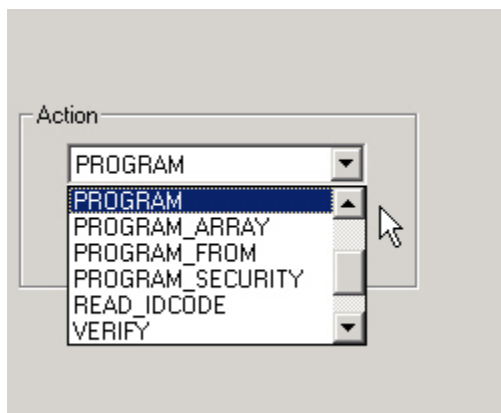 Action
PROGRAM
PROGRAM
PROGRAM_ARRAY
PROGRAM_FROM
PROGRAM_SECURITY
READ_IDCODE
VERIFY